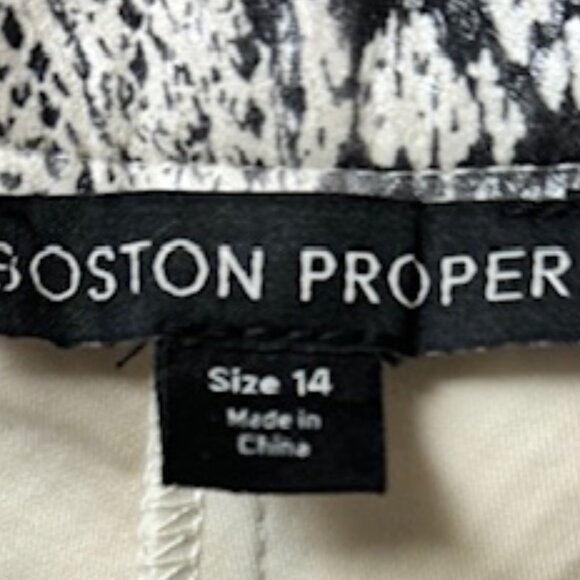 BOSTON PROPER
Size 14
Made in
China